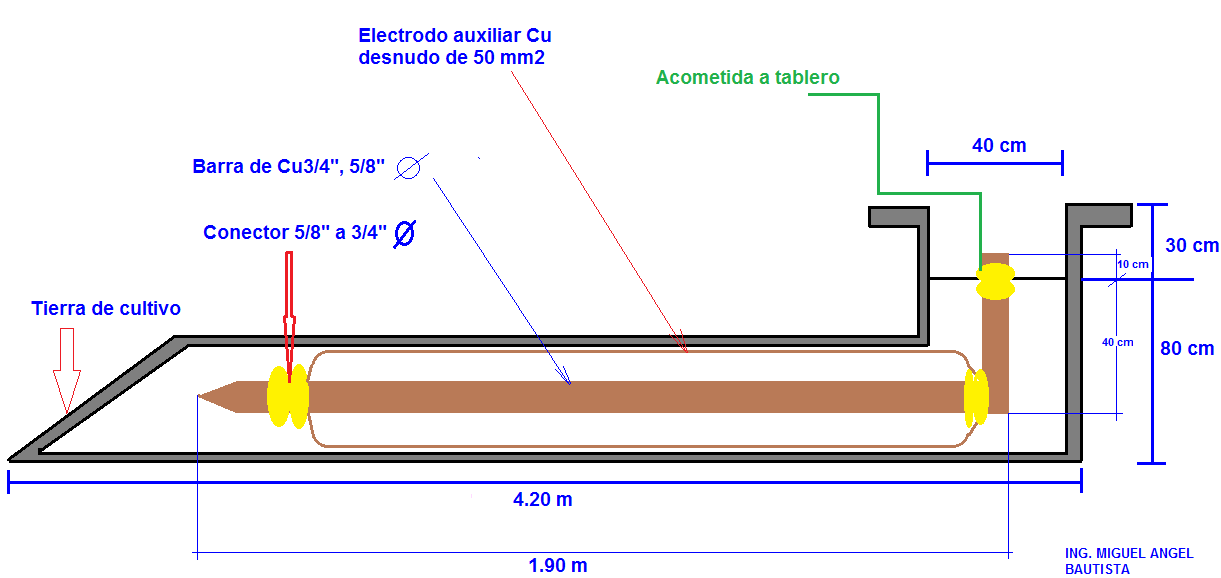 Electrodo auxiliar Cu
desnudo de 50 mm2
Acometida a tablero
40 cm
Barra de Cu3/4", 5/8"
Conector 5/8" a 3/4" Ø
30 cm
10 cm
Tierra de cultivo
40 cm
80 cm
4.20 m
1.90 m
ING. MIGUEL ANGEL
BAUTISTA